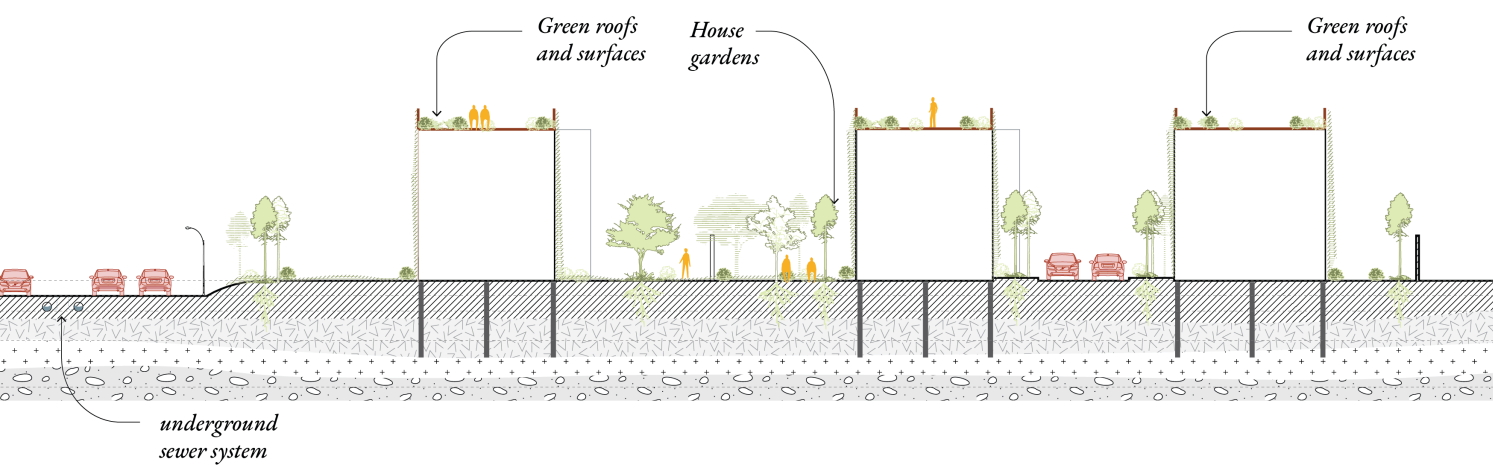 Green roofs
and surfaces
House
gardens
Green roofs
and surfaces
underground
sewer system